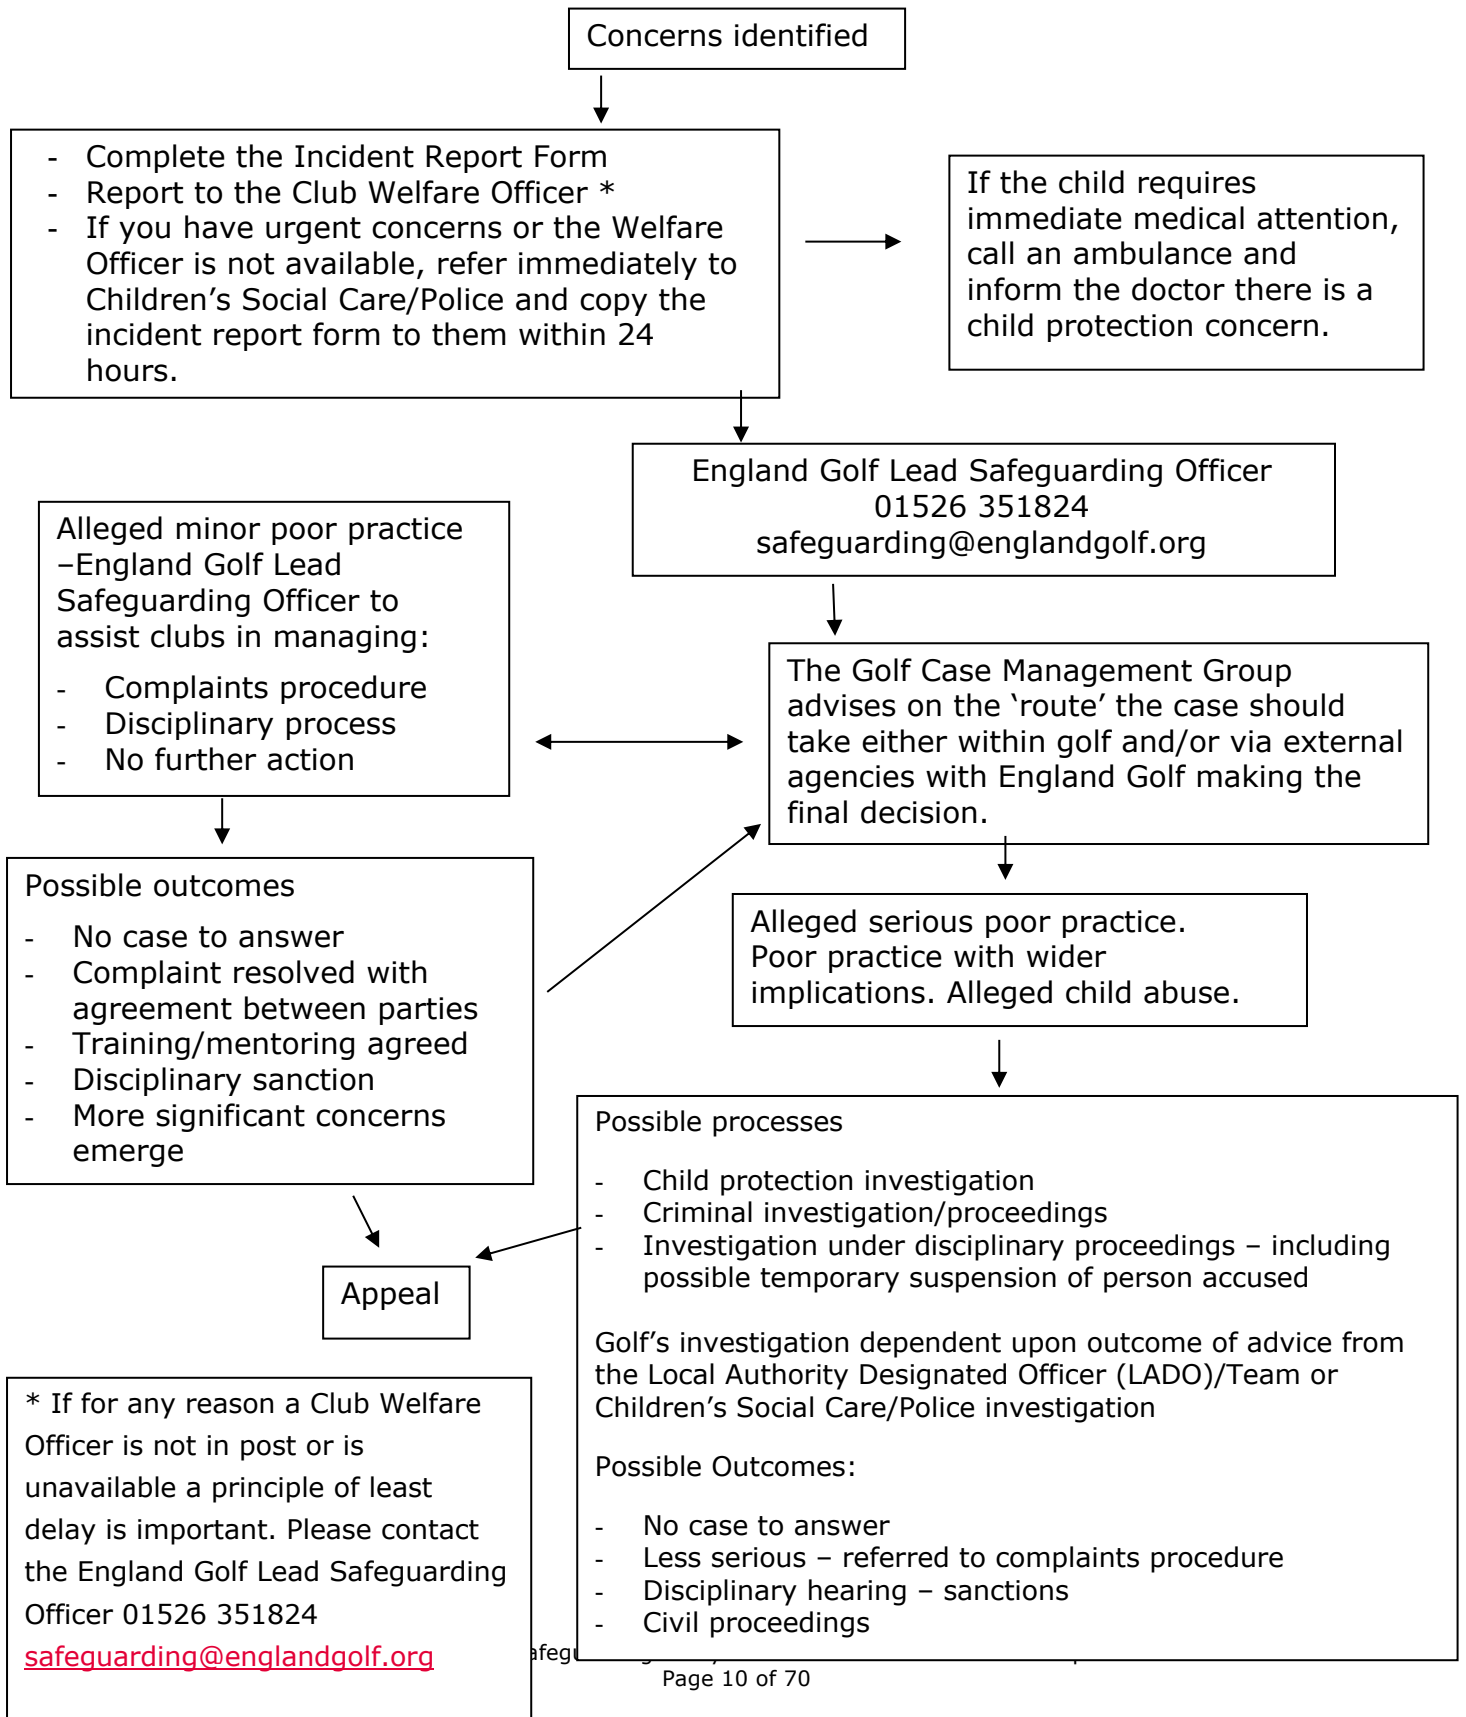 Concerns identified
- Complete the Incident Report Form
- Report to the Club Welfare Officer *
- If you have urgent concerns or the Welfare
Officer is not available, refer immediately to
Children’s Social Care/Police and copy the
incident report form to them within 24
hours.
If the child requires
immediate medical attention,
call an ambulance and
inform the doctor there is a
child protection concern.
England Golf Lead Safeguarding Officer
01526 351824
safeguarding@englandgolf.org
Alleged minor poor practice
–England Golf Lead
Safeguarding Officer to
assist clubs in managing:
- Complaints procedure
- Disciplinary process
- No further action
The Golf Case Management Group
advises on the ‘route’ the case should
take either within golf and/or via external
agencies with England Golf making the
final decision.
Possible outcomes
- No case to answer
- Complaint resolved with
agreement between parties
- Training/mentoring agreed
- Disciplinary sanction
- More significant concerns
emerge
Alleged serious poor practice.
Poor practice with wider
implications. Alleged child abuse.
Possible processes
- Child protection investigation
- Criminal investigation/proceedings
- Investigation under disciplinary proceedings – including
possible temporary suspension of person accused
Golf’s investigation dependent upon outcome of advice from
the Local Authority Designated Officer (LADO)/Team or
Children’s Social Care/Police investigation
Possible Outcomes:
- No case to answer
- Less serious – referred to complaints procedure
- Disciplinary hearing – sanctions
- Civil proceedings
Appeal
* If for any reason a Club Welfare
Officer is not in post or is
unavailable a principle of least
delay is important. Please contact
the England Golf Lead Safeguarding
Officer 01526 351824
safeguarding@englandgolf.org
Page 10 of 70